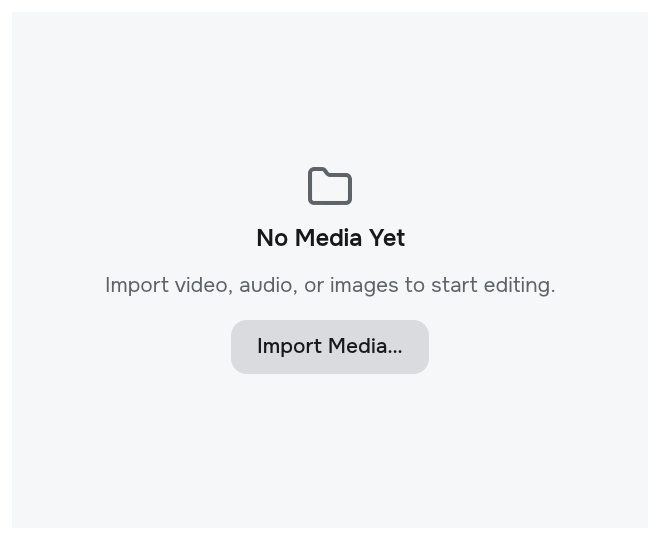 No Media Yet
Import video, audio, or images to start editing.
Import Media...